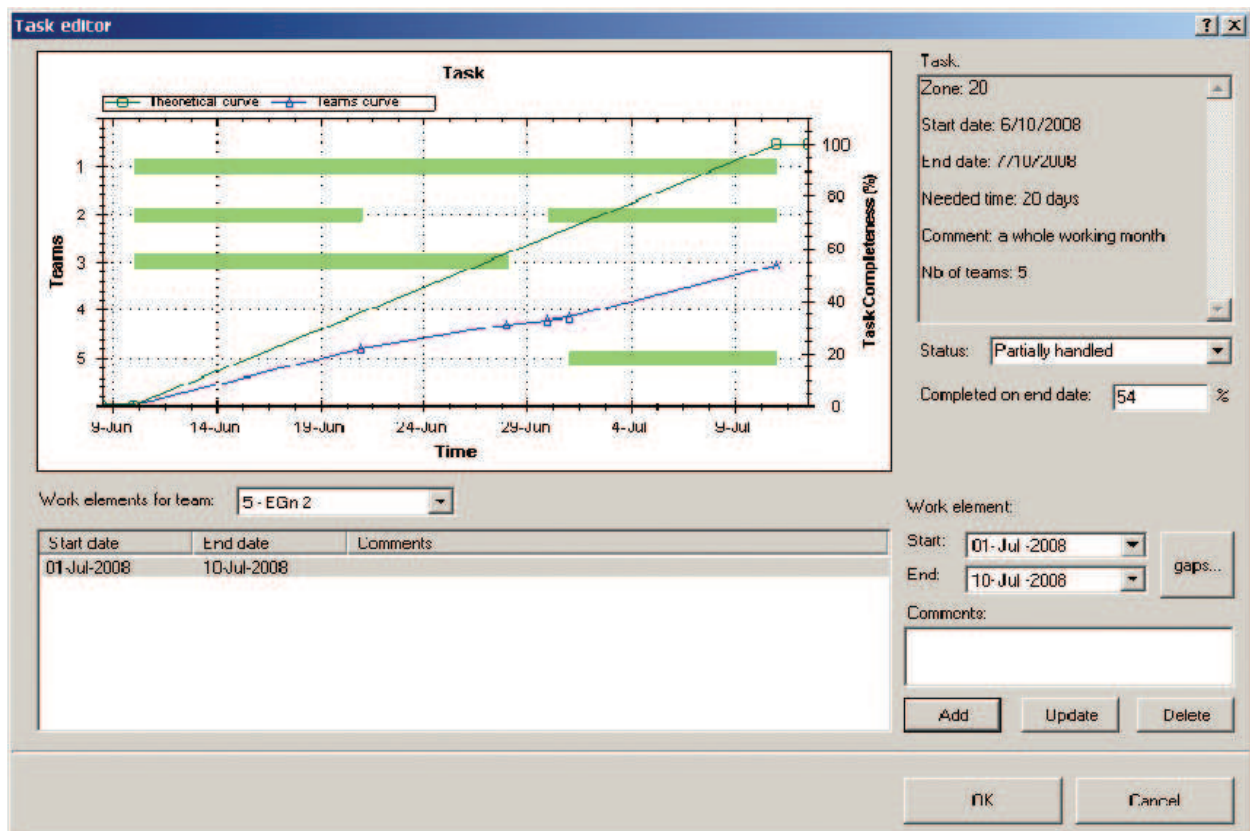 Task editor
Task
Theoretical curve
Teams curve
Teams
1
2
3
4
5
100
80
60
40
20
0
TaskCompleteness (%)
9-Jun
14-Jun
19-Jun
24-Jun
29-Jun
4-Jul
9-Jul
Time
Task:
Zone: 20
Start date: 6/10/2008
End date: 7/10/2008
Needed time: 20 days
Comment: a whole working month
Nb of teams: 5
Status: Partially handled
Completed on end date: 54 %
Work elements for team: 5 - EGn 2
Start date End date Comments
01-Jul-2008 10-Jul-2008
Work element:
Start: 01- Jul -2008
End: 10- Jul -2008
gaps...
Comments:
Add Update Delete
OK Cancel